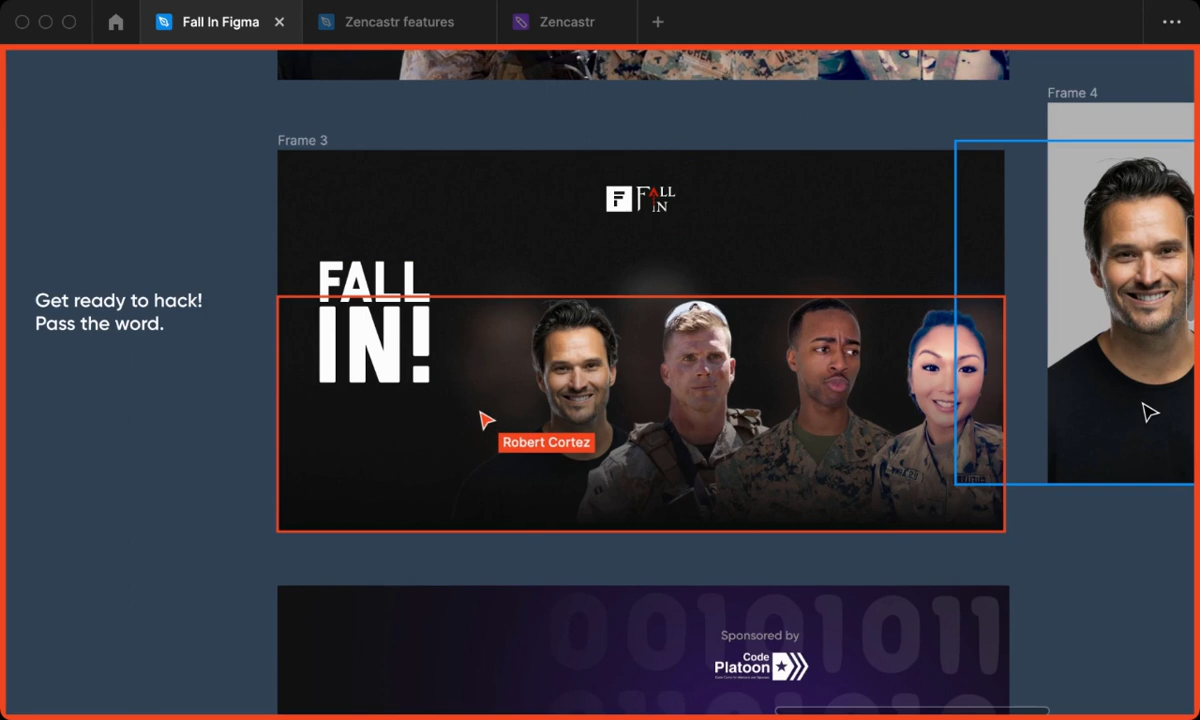 Fall In Figma
Zencastr features
Zencastr
Frame 4
Frame 3
FALL
IN
FALL
IN!
Get ready to hack!
Pass the word.
Robert Cortez
00101011
Sponsored by
Code
Platoon